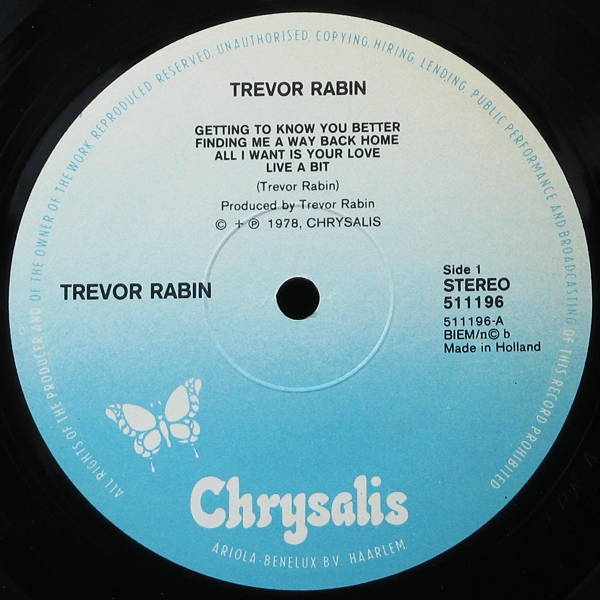 ALL RIGHTS OF THE PRODUCER AND OF THE OWNER OF THE WORK REPRODUCED RESERVED. UNAUTHORISED, COPYING, HIRING, LENDING, PUBLIC PERFORMANCE AND BROADCASTING OF THIS RECORD PROHIBITED
TREVOR RABIN
GETTING TO KNOW YOU BETTER
FINDING ME A WAY BACK HOME
ALL I WANT IS YOUR LOVE
LIVE A BIT
(Trevor Rabin)
Produced by Trevor Rabin
© + ℗ 1978, CHRYSALIS
TREVOR RABIN
Side 1
STEREO
511196
511196-A
BIEM/n© b
Made in Holland
Chrysalis
ARIOLA-BENELUX B.V. HAARLEM.